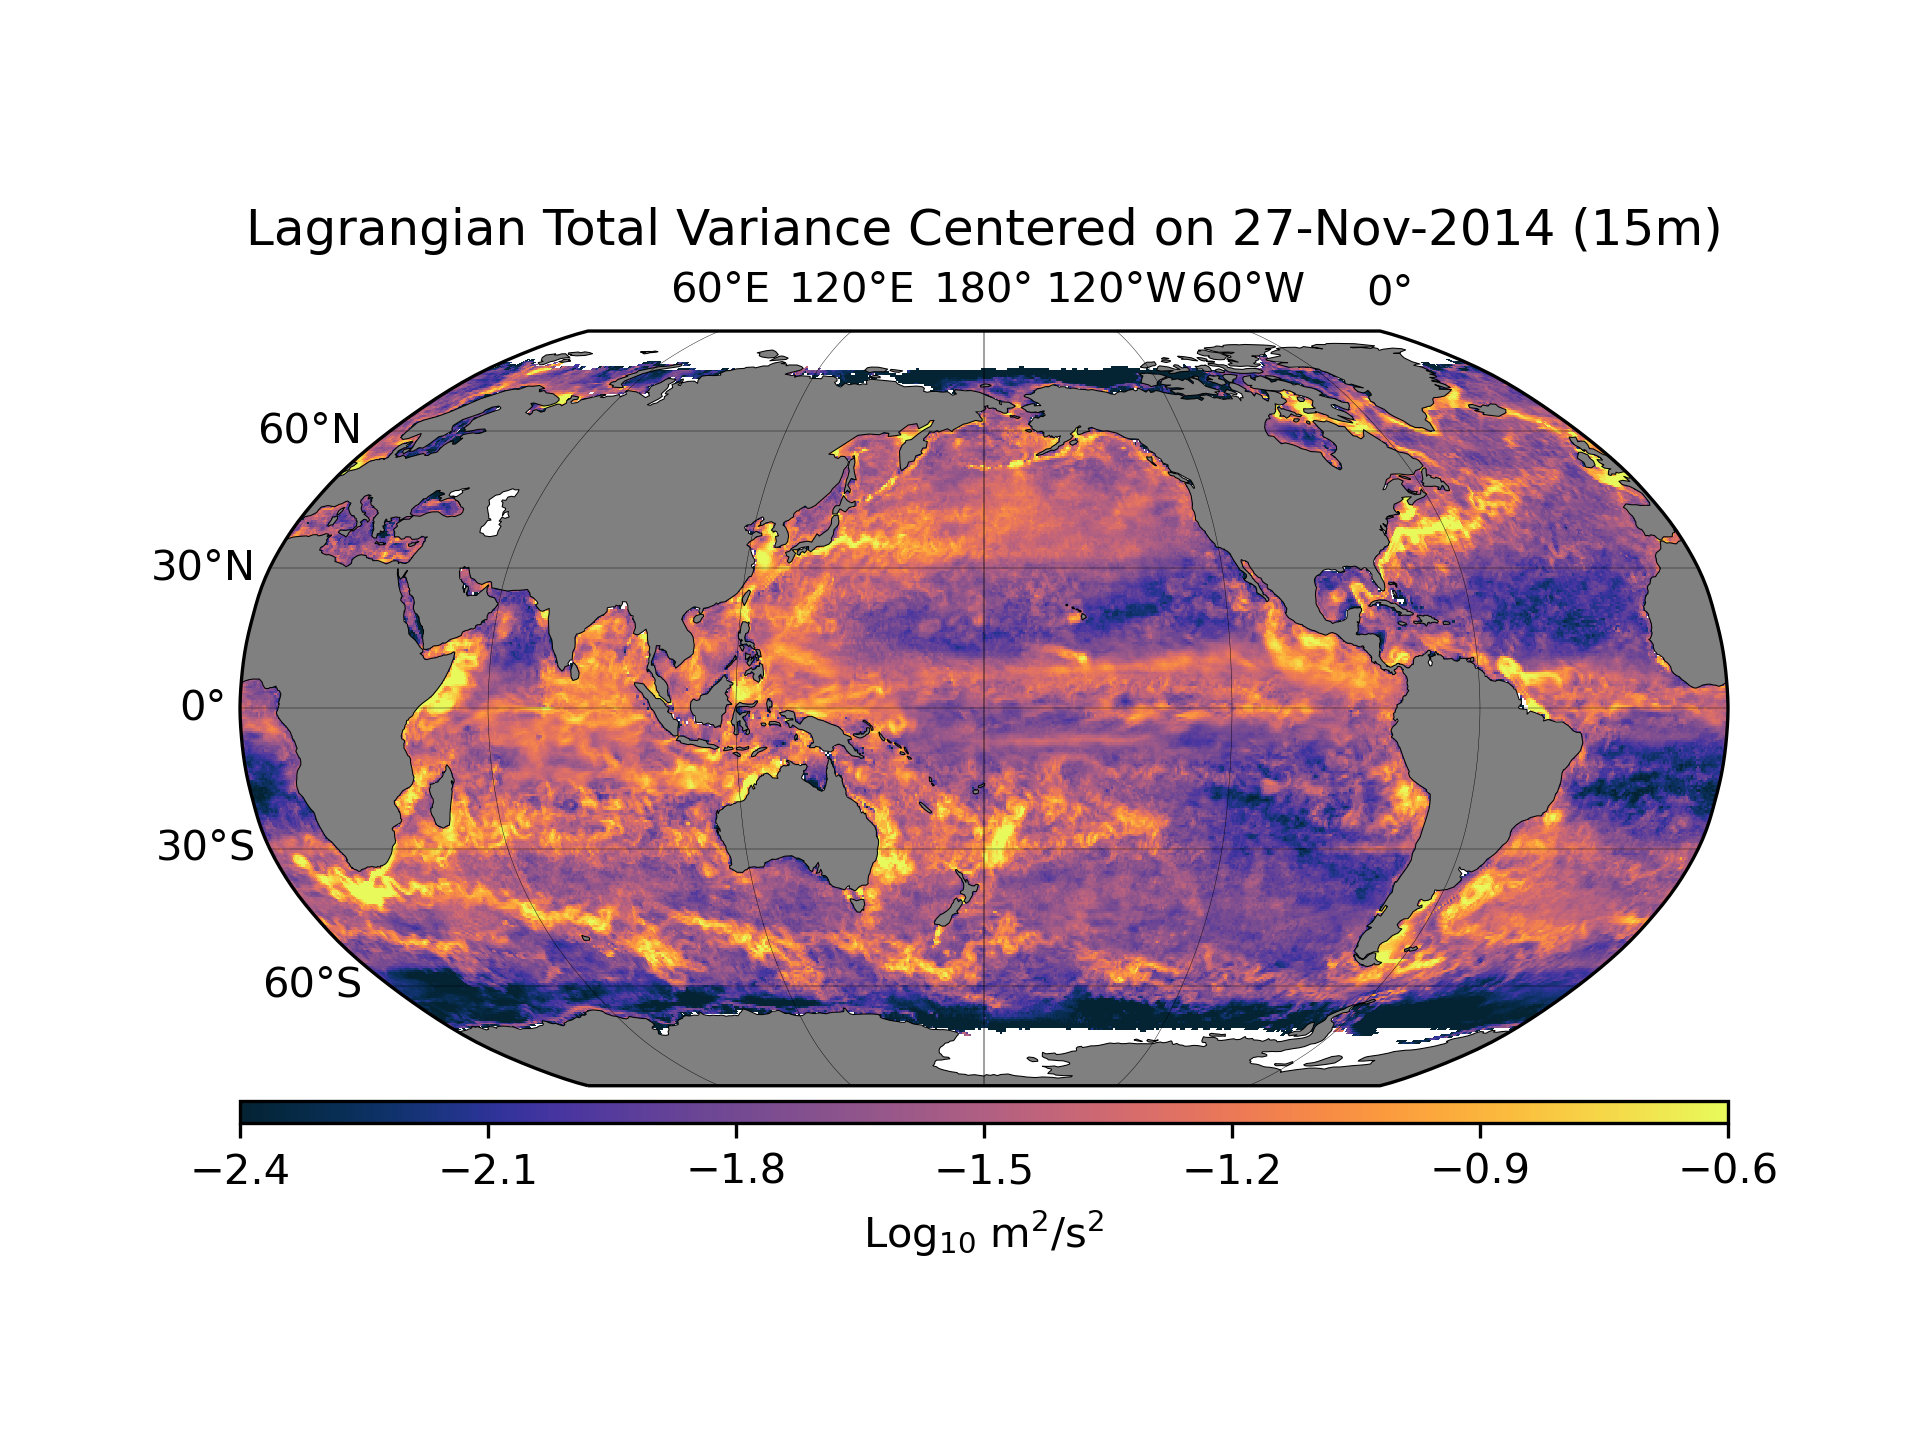 Lagrangian Total Variance Centered on 27-Nov-2014 (15m)
60°E 120°E 180° 120°W 60°W 0°
60°N
30°N
0°
30°S
60°S
−2.4 −2.1 −1.8 −1.5 −1.2 −0.9 −0.6
Log₁₀ m²/s²